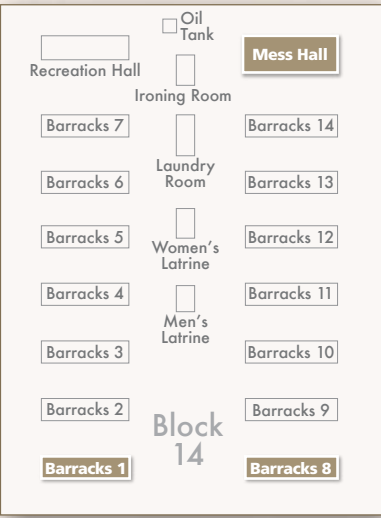 Oil
Tank
Mess Hall
Recreation Hall
Ironing Room
Barracks 7
Barracks 14
Laundry
Room
Barracks 6
Barracks 13
Barracks 5
Barracks 12
Women's
Latrine
Barracks 4
Barracks 11
Men's
Latrine
Barracks 3
Barracks 10
Barracks 2
Barracks 9
Block
14
Barracks 1
Barracks 8